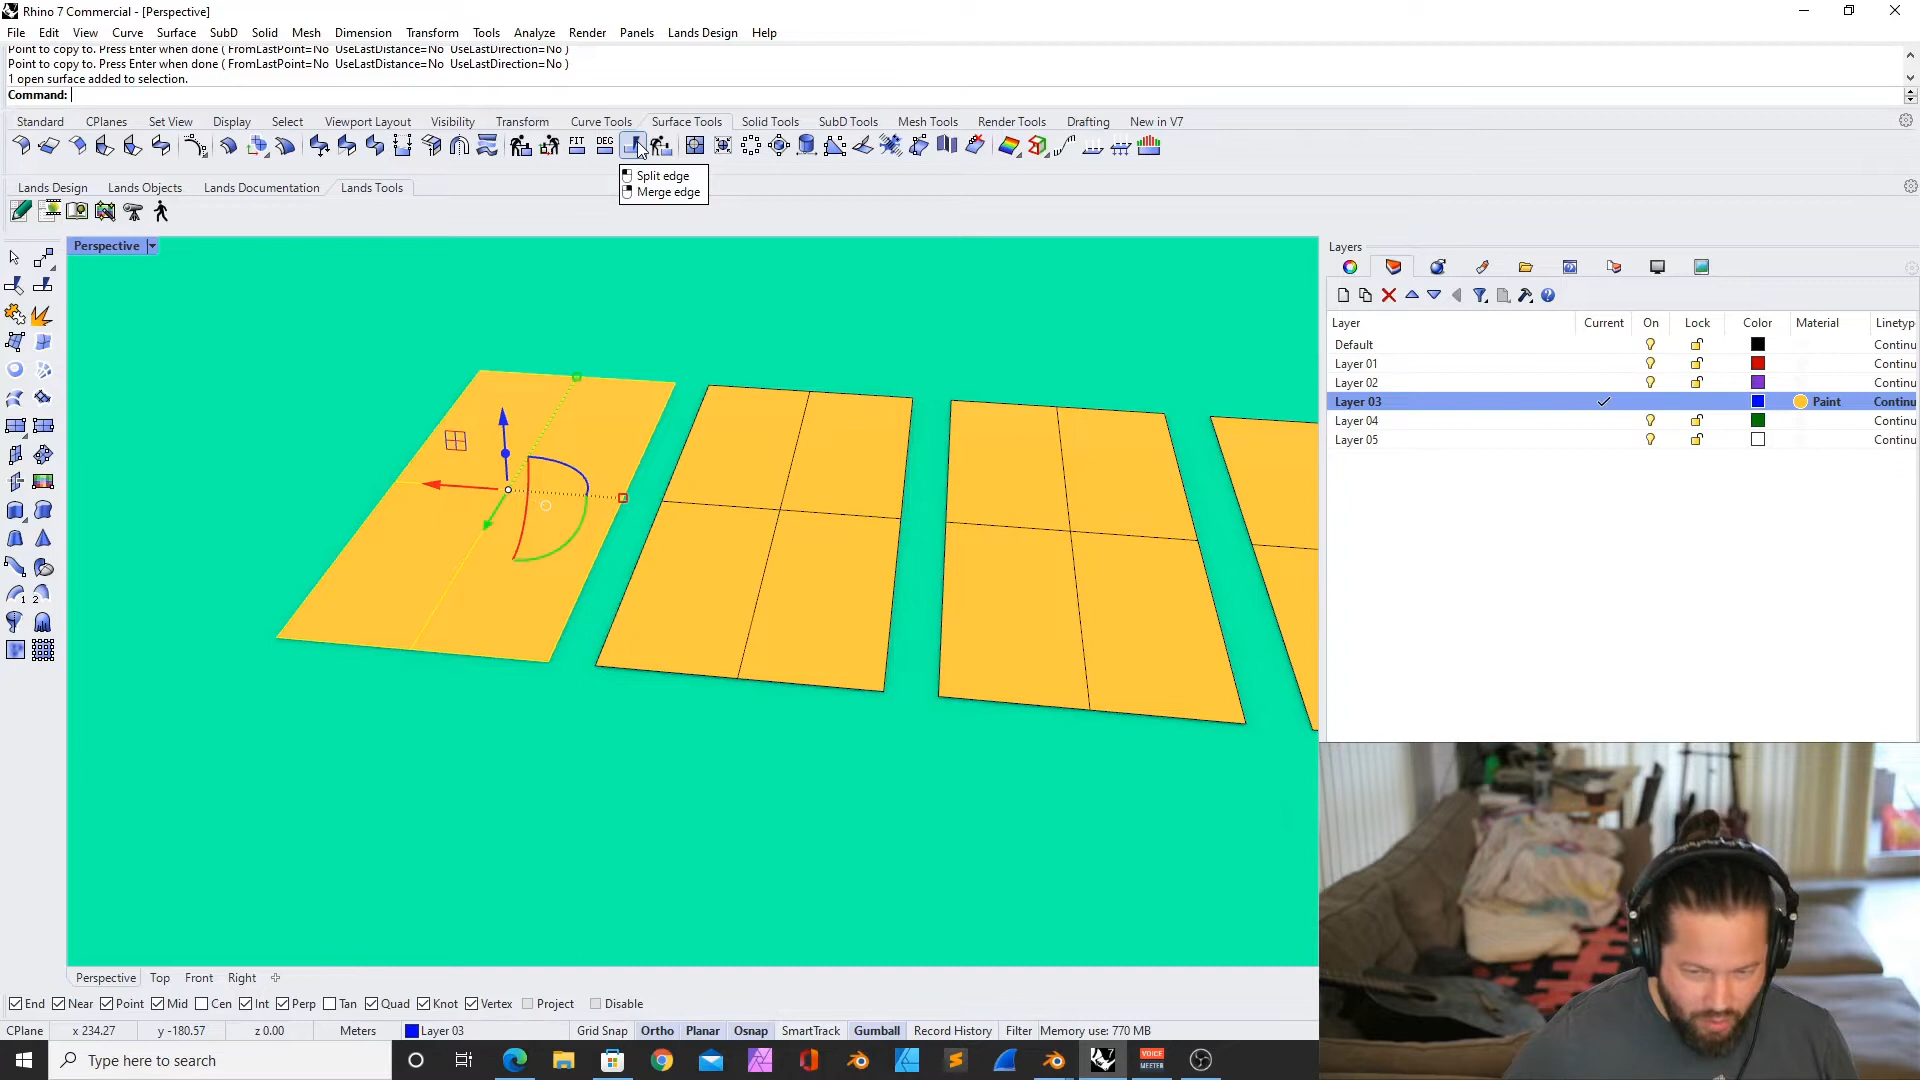 Rhino 7 Commercial - [Perspective]
File Edit View Curve Surface SubD Solid Mesh Dimension Transform Tools Analyze Render Panels Lands Design Help
Point to copy to. Press Enter when done ( FromLastPoint=No UseLastDistance=No UseLastDirection=No )
Point to copy to. Press Enter when done ( FromLastPoint=No UseLastDistance=No UseLastDirection=No )
1 open surface added to selection.
Command:
Standard CPlanes Set View Display Select Viewport Layout Visibility Transform Curve Tools Surface Tools Solid Tools SubD Tools Mesh Tools Render Tools Drafting New in V7
FIT DEG
Split edge
Merge edge
Lands Design Lands Objects Lands Documentation Lands Tools
Perspective
Layers
Layer Current On Lock Color Material Linetyp
Default Continu
Layer 01 Continu
Layer 02 Continu
Layer 03 Paint Continu
Layer 04 Continu
Layer 05 Continu
1 2
Perspective Top Front Right
End Near Point Mid Cen Int Perp Tan Quad Knot Vertex Project Disable
CPlane x 234.27 y -180.57 z 0.00 Meters Layer 03 Grid Snap Ortho Planar Osnap SmartTrack Gumball Record History Filter Memory use: 770 MB
Type here to search
VOICE
MEETER